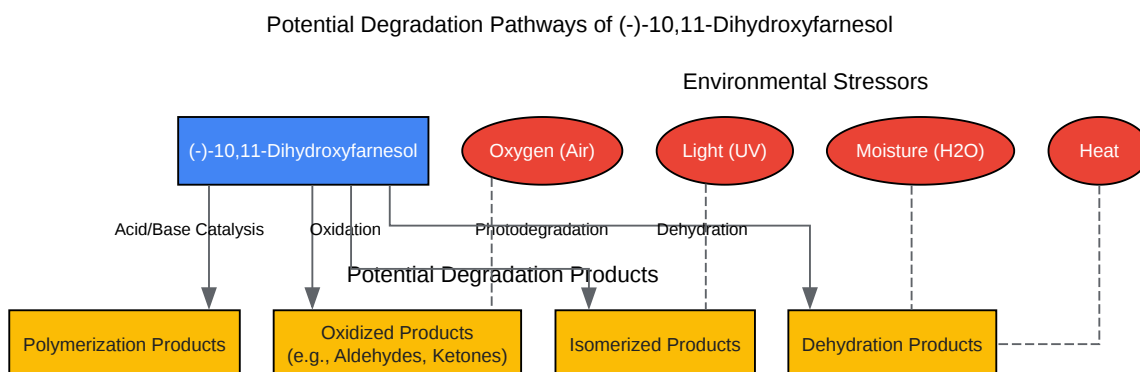 Potential Degradation Pathways of (-)-10,11-Dihydroxyfarnesol
Environmental Stressors
(-)-10,11-Dihydroxyfarnesol
Oxygen (Air)
Light (UV)
Moisture (H2O)
Heat
Acid/Base Catalysis
Oxidation
Photodegradation
Dehydration
Potential Degradation Products
Polymerization Products
Oxidized Products
(e.g., Aldehydes, Ketones)
Isomerized Products
Dehydration Products